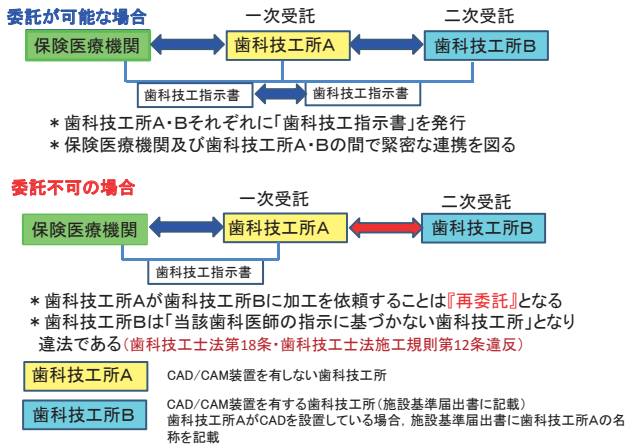 委託が可能な場合
一次受託
二次受託
保険医療機関
歯科技工所A
歯科技工所B
歯科技工指示書
歯科技工指示書
＊歯科技工所A・Bそれぞれに「歯科技工指示書」を発行
＊保険医療機関及び歯科技工所A・Bの間で緊密な連携を図る
委託不可の場合
一次受託
二次受託
保険医療機関
歯科技工所A
歯科技工所B
歯科技工指示書
＊歯科技工所Aが歯科技工所Bに加工を依頼することは『再委託』となる
＊歯科技工所Bは「当該歯科医師の指示に基づかない技工所」となり
違法である（歯科技工士法第18条・歯科技工士法施工規則第12条違反）
歯科技工所A
CAD/CAM装置を有しない歯科技工所
歯科技工所B
CAD/CAM装置を有する歯科技工所（施設基準届出書に記載）
歯科技工所AがCADを設置している場合，施設基準届出書に歯科技工所Aの名
称を記載